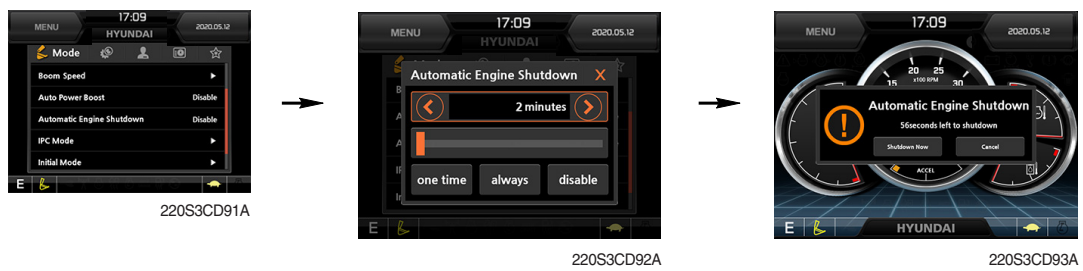 MENU
17:09
2020.05.12
HYUNDAI
Mode
Boom Speed
Auto Power Boost Disable
Automatic Engine Shutdown Disable
IPC Mode
Initial Mode
E
220S3CD91A
MENU
17:09
2020.05.12
HYUNDAI
Automatic Engine Shutdown X
2 minutes
one time always disable
E
220S3CD92A
MENU
17:09
2020.05.12
HYUNDAI
20 25
15 x100 RPM 30
Automatic Engine Shutdown
56seconds left to shutdown
Shutdown Now Cancel
ACCEL
E HYUNDAI
220S3CD93A